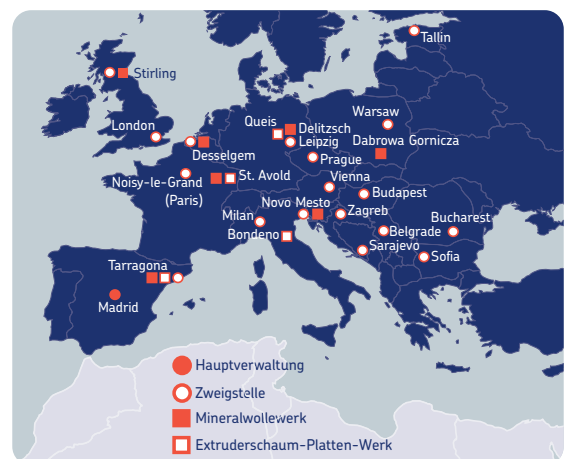 Tallin
Stirling
Warsaw
London
Queis
Delitzsch
Leipzig
Dabrowa Gornicza
Desselgem
Prague
Noisy-le-Grand
(Paris)
St. Avold
Vienna
Budapest
Novo Mesto
Zagreb
Milan
Bucharest
Belgrade
Bondeno
Sarajevo
Sofia
Tarragona
Madrid
Hauptverwaltung
Zweigstelle
Mineralwollewerk
Extruderschaum-Platten-Werk